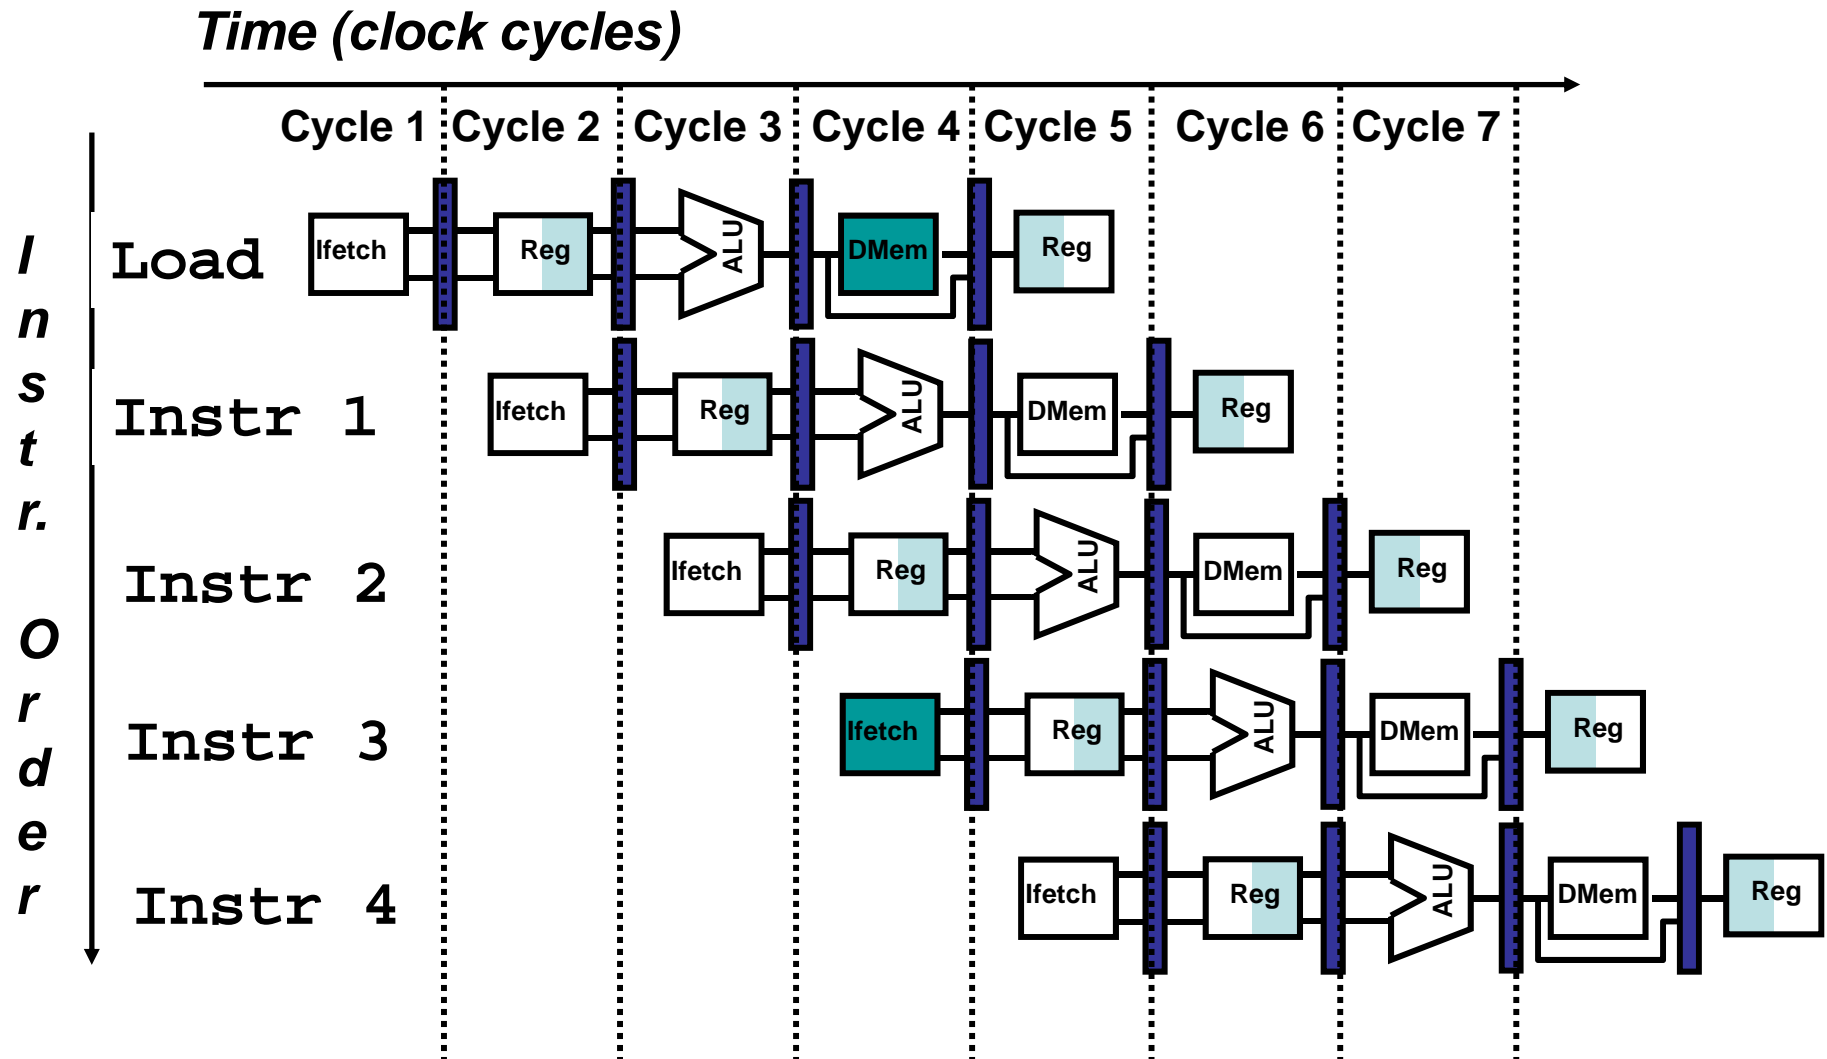 Time (clock cycles)
Cycle 1 Cycle 2 Cycle 3 Cycle 4 Cycle 5 Cycle 6 Cycle 7
Instr. Order
Load Ifetch Reg ALU DMem Reg
Instr 1 Ifetch Reg ALU DMem Reg
Instr 2 Ifetch Reg ALU DMem Reg
Instr 3 Ifetch Reg ALU DMem Reg
Instr 4 Ifetch Reg ALU DMem Reg